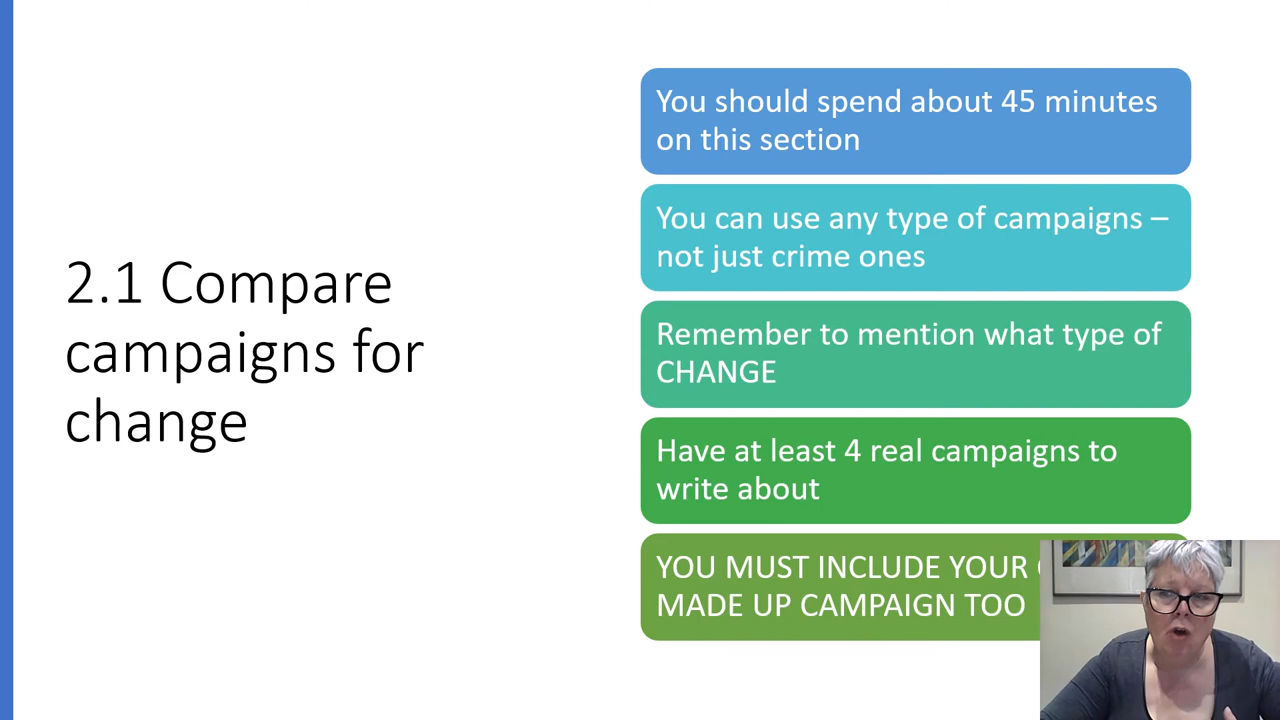 2.1 Compare
campaigns for
change
You should spend about 45 minutes
on this section
You can use any type of campaigns –
not just crime ones
Remember to mention what type of
CHANGE
Have at least 4 real campaigns to
write about
YOU MUST INCLUDE YOUR
MADE UP CAMPAIGN TOO